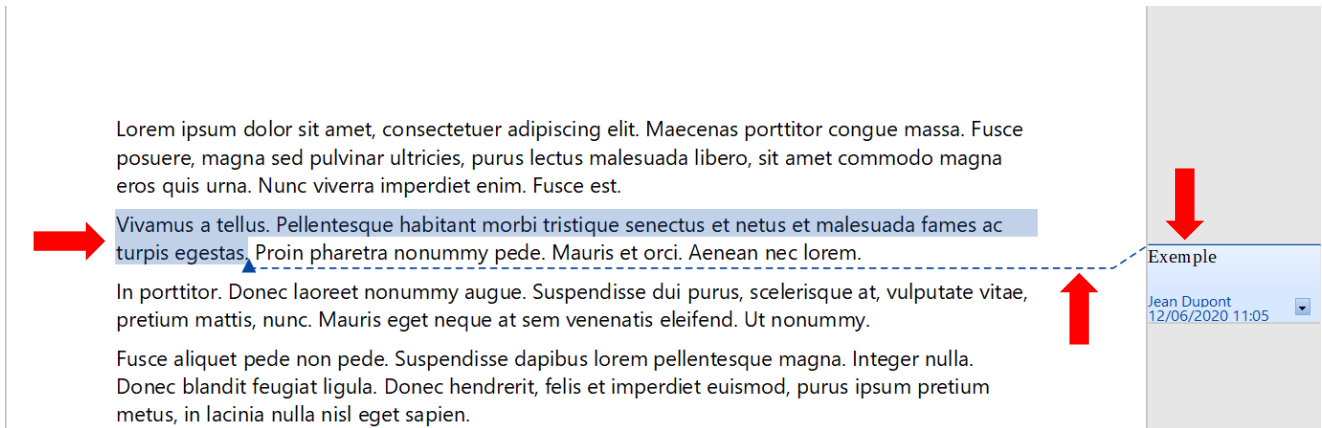 Lorem ipsum dolor sit amet, consectetuer adipiscing elit. Maecenas porttitor congue massa. Fusce
posuere, magna sed pulvinar ultricies, purus lectus malesuada libero, sit amet commodo magna
eros quis urna. Nunc viverra imperdiet enim. Fusce est.
Vivamus a tellus. Pellentesque habitant morbi tristique senectus et netus et malesuada fames ac
turpis egestas. Proin pharetra nonummy pede. Mauris et orci. Aenean nec lorem.
Exemple
Jean Dupont
12/06/2020 11:05
In porttitor. Donec laoreet nonummy augue. Suspendisse dui purus, scelerisque at, vulputate vitae,
pretium mattis, nunc. Mauris eget neque at sem venenatis eleifend. Ut nonummy.
Fusce aliquet pede non pede. Suspendisse dapibus lorem pellentesque magna. Integer nulla.
Donec blandit feugiat ligula. Donec hendrerit, felis et imperdiet euismod, purus ipsum pretium
metus, in lacinia nulla nisl eget sapien.